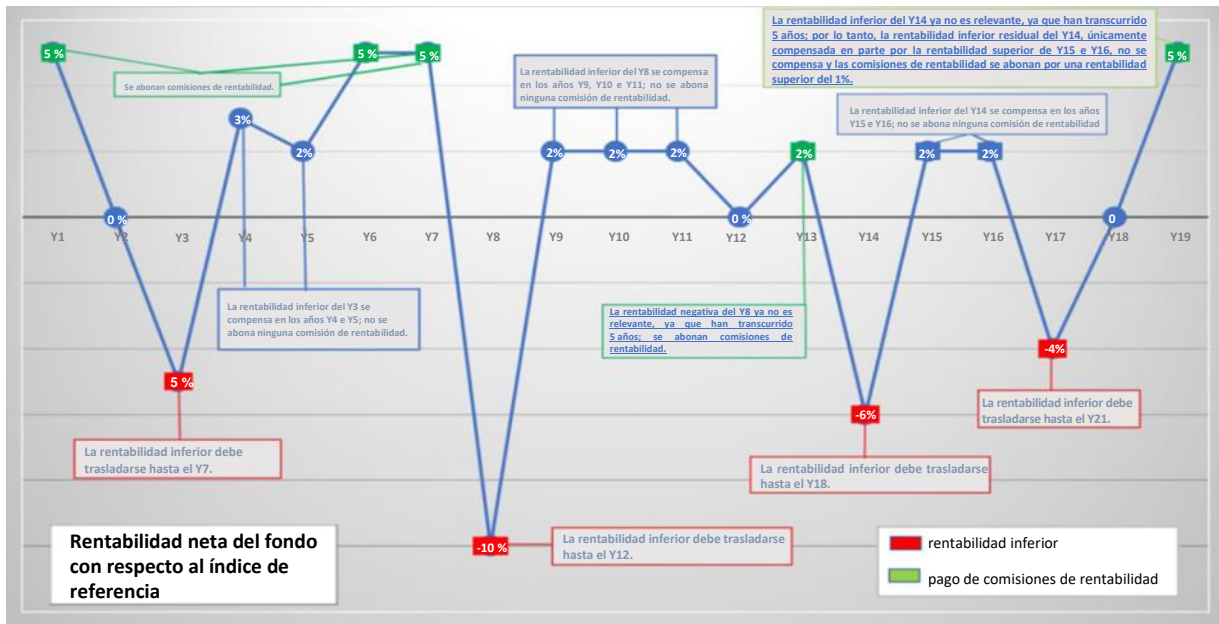 La rentabilidad inferior del Y14 ya no es relevante, ya que han transcurrido
5 años; por lo tanto, la rentabilidad inferior residual del Y14, únicamente
compensada en parte por la rentabilidad superior de Y15 e Y16, no se
compensa y las comisiones de rentabilidad se abonan por una rentabilidad
superior del 1%.
5 %
5 %
5 %
5 %
Se abonan comisiones de rentabilidad.
La rentabilidad inferior del Y8 se compensa
en los años Y9, Y10 e Y11; no se abona
ninguna comisión de rentabilidad.
La rentabilidad inferior del Y14 se compensa en los años
Y15 e Y16; no se abona ninguna comisión de rentabilidad
3%
2%
2%
2%
2%
2%
2%
2%
0 %
0 %
0
Y1
Y2
Y3
Y4
Y5
Y6
Y7
Y8
Y9
Y10
Y11
Y12
Y13
Y14
Y15
Y16
Y17
Y18
Y19
La rentabilidad inferior del Y3 se
compensa en los años Y4 e Y5; no se
abona ninguna comisión de rentabilidad.
La rentabilidad negativa del Y8 ya no es
relevante, ya que han transcurrido
5 años; se abonan comisiones de
rentabilidad.
-4%
5 %
-6%
La rentabilidad inferior debe
trasladarse hasta el Y21.
La rentabilidad inferior debe
trasladarse hasta el Y7.
La rentabilidad inferior debe trasladarse
hasta el Y18.
-10 %
La rentabilidad inferior debe trasladarse
hasta el Y12.
Rentabilidad neta del fondo
con respecto al índice de
referencia
rentabilidad inferior
pago de comisiones de rentabilidad